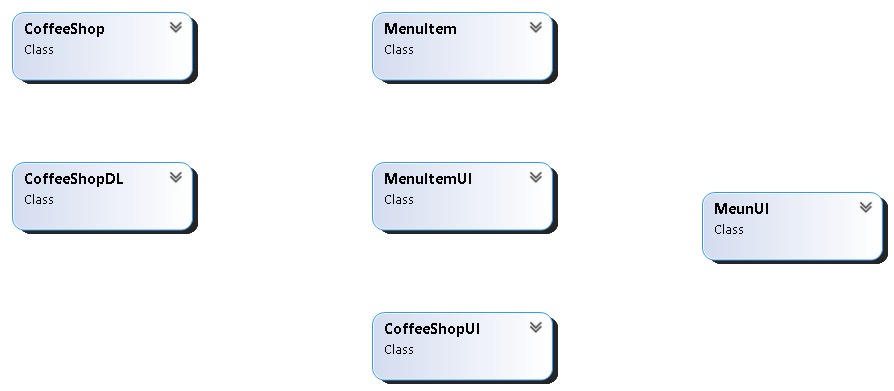 CoffeeShop
Class
MenuItem
Class
CoffeeShopDL
Class
MenuItemUI
Class
MeunUI
Class
CoffeeShopUI
Class